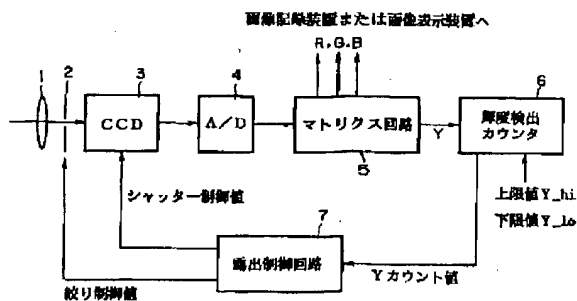 画像記録装置または画像表示装置へ
R.G.B
1
2
3
4
6
CCD
A/D
マトリクス回路
Y
輝度検出
カウンタ
5
シャッター制御値
上限値Y_hi
下限値Y_lo
7
露出制御回路
Yカウント値
絞り制御値